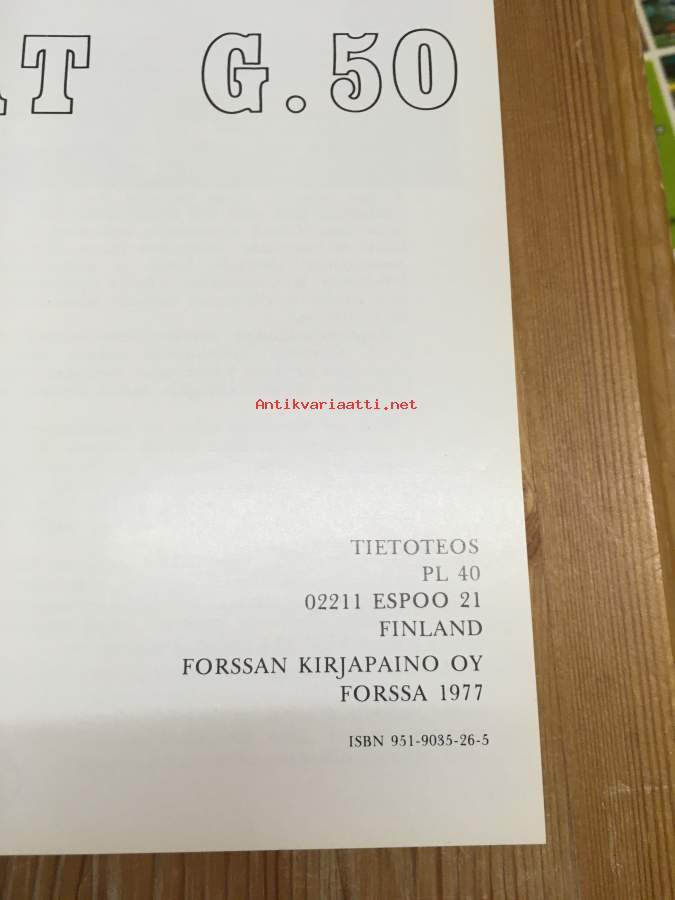 AT G.50
Antikvariaatti.net
TIETOTEOS
PL 40
02211 ESPOO 21
FINLAND
FORSSAN KIRJAPAINO OY
FORSSA 1977
ISBN 951-9035-26-5